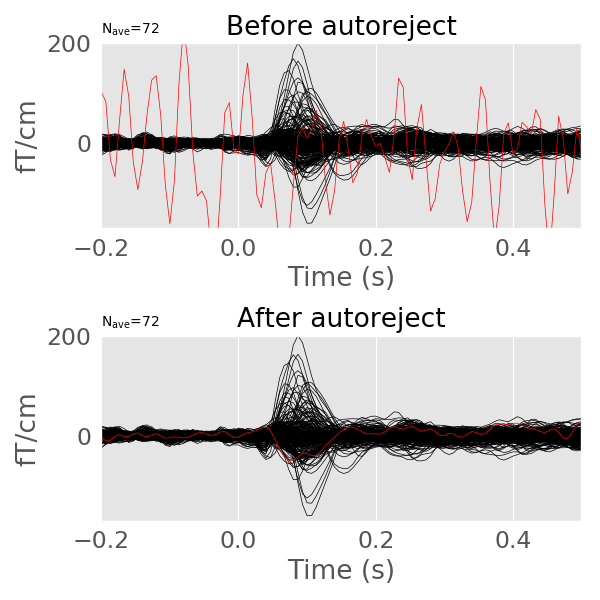 Before autoreject
Nave=72
200
fT/cm
0
−0.2 0.0 0.2 0.4
Time (s)
After autoreject
Nave=72
200
fT/cm
0
−0.2 0.0 0.2 0.4
Time (s)